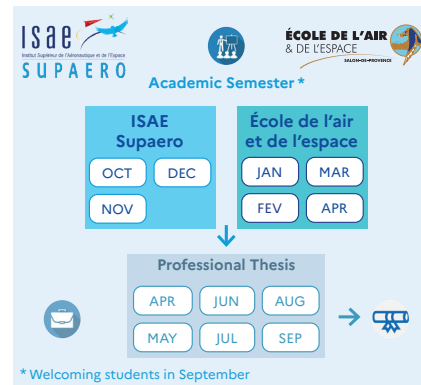 isae
Institut Supérieur de l'Aéronautique et de l'Espace
SUPAERO
ÉCOLE DE L'AIR
& DE L'ESPACE
SALON-DE-PROVENCE
Academic Semester *
ISAE
Supaero
OCT DEC
NOV
École de l'air
et de l'espace
JAN MAR
FEV APR
Professional Thesis
APR JUN AUG
MAY JUL SEP
* Welcoming students in September